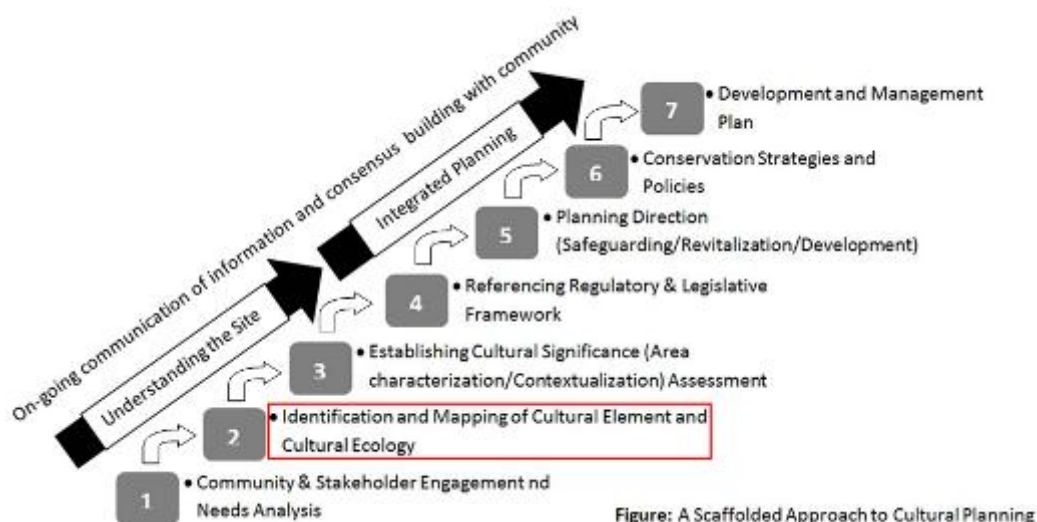 On-going communication of information and consensus building with community
Understanding the Site
Integrated Planning
7
• Development and Management
Plan
6
• Conservation Strategies and
Policies
5
• Planning Direction
(Safeguarding/Revitalization/Development)
4
• Referencing Regulatory & Legislative
Framework
3
• Establishing Cultural Significance (Area
characterization/Contextualization) Assessment
2
• Identification and Mapping of Cultural Element and
Cultural Ecology
1
• Community & Stakeholder Engagement nd
Needs Analysis
Figure: A Scaffolded Approach to Cultural Planning